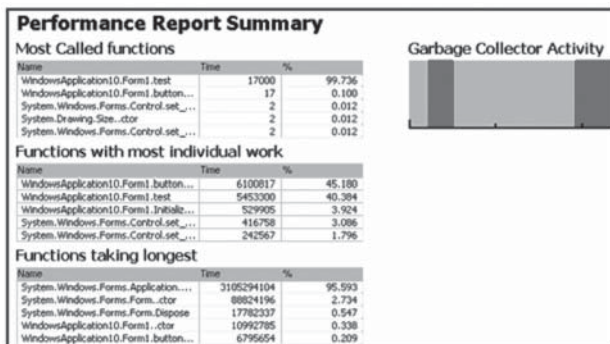 Performance Report Summary
Most Called functions
Name Time %
WindowsApplication10.Form1.test 17000 99.736
WindowsApplication10.Form1.button... 17 0.100
System.Windows.Forms.Control.set_... 2 0.012
System.Drawing.Size..ctor 2 0.012
System.Windows.Forms.Control.set_... 2 0.012
Functions with most individual work
Name Time %
WindowsApplication10.Form1.button... 6100817 45.180
WindowsApplication10.Form1.test 5453300 40.384
WindowsApplication10.Form1.Initializ... 529905 3.924
System.Windows.Forms.Control.set_... 416758 3.086
System.Windows.Forms.Control.set_... 242567 1.796
Functions taking longest
Name Time %
System.Windows.Forms.Application.... 3105294104 95.593
System.Windows.Forms.Form..ctor 88824196 2.734
System.Windows.Forms.Form.Dispose 17782337 0.547
WindowsApplication10.Form1..ctor 10992785 0.338
WindowsApplication10.Form1.button... 6795654 0.209
Garbage Collector Activity